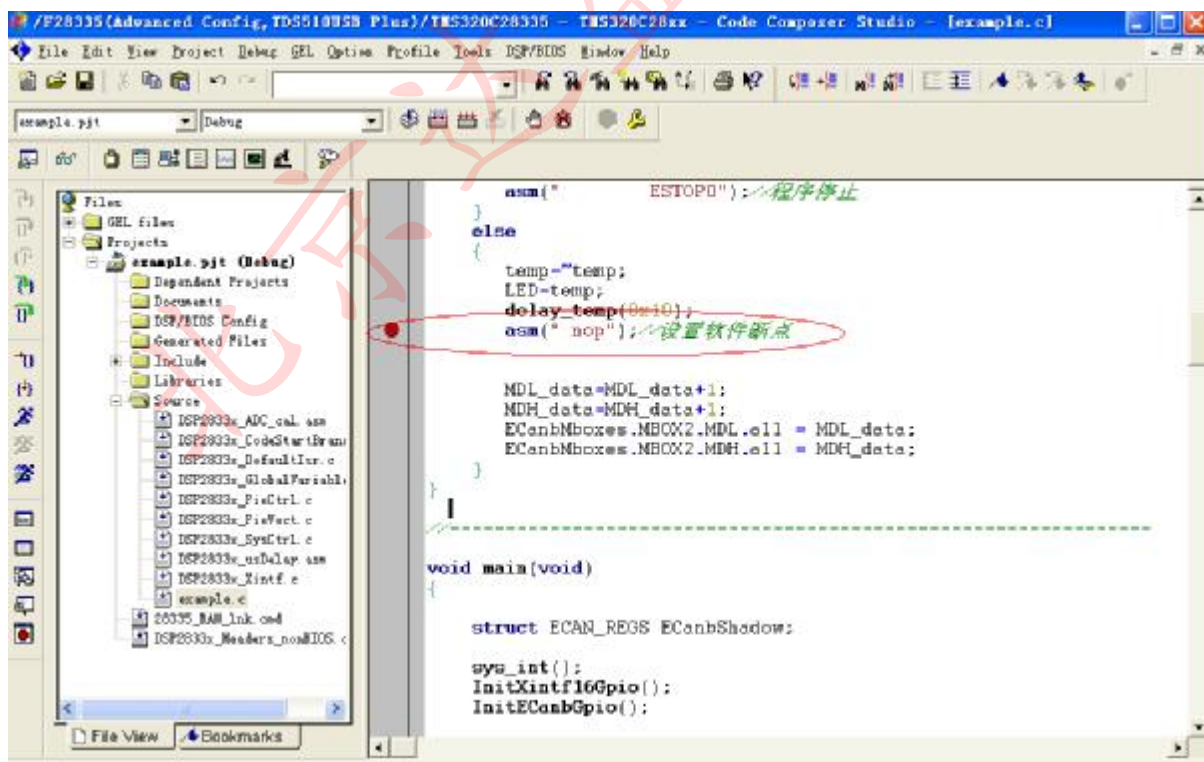 /F28335(Advanced Config,TDS510USB Plus)/TMS320C28335 - TMS320C28xx - Code Composer Studio - [example.c]
File Edit View Project Debug GEL Option Profile Tools DSP/BIOS Window Help
example.pjt Debug
Files
GEL files
Projects
example.pjt (Debug)
Dependent Projects
Documents
DSP/BIOS Config
Generated Files
Include
Libraries
Source
DSP2833x_ADC_cal.asm
DSP2833x_CodeStartBran
DSP2833x_DefaultIsr.c
DSP2833x_GlobalVariabl
DSP2833x_PieCtrl.c
DSP2833x_PieVect.c
DSP2833x_SysCtrl.c
DSP2833x_usDelay.asm
DSP2833x_Xintf.c
example.c
28335_RAM_lnk.cmd
DSP2833x_Headers_nonBIOS.c
File View Bookmarks
asm(" ESTOP0");//程序停止
}
else
{
temp=~temp;
LED=temp;
delay_temp(0x10);
asm(" nop");//设置软件断点
MDL_data=MDL_data+1;
MDH_data=MDH_data+1;
ECanbMboxes.MBOX2.MDL.all = MDL_data;
ECanbMboxes.MBOX2.MDH.all = MDH_data;
}
}
//------------------------------------------------------------
void main(void)
{
struct ECAN_REGS ECanbShadow;
sys_int();
InitXintf16Gpio();
InitECanbGpio();
北京